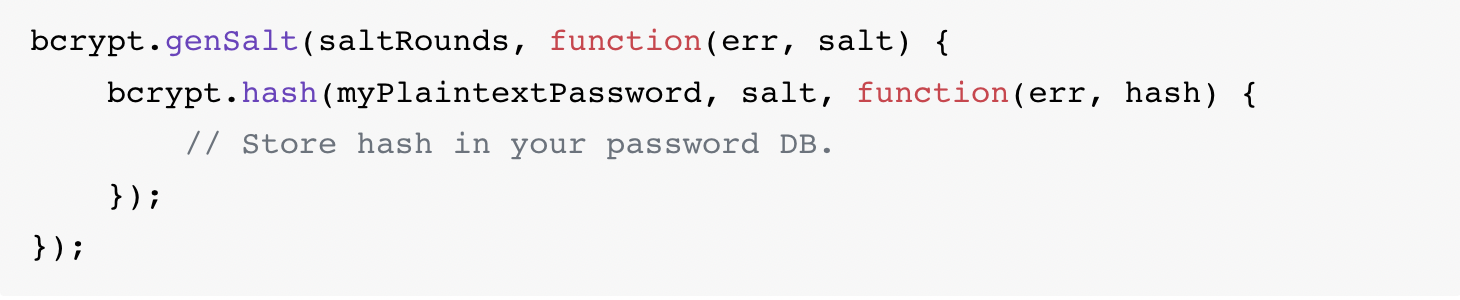 bcrypt.genSalt(saltRounds, function(err, salt) {
    bcrypt.hash(myPlaintextPassword, salt, function(err, hash) {
        // Store hash in your password DB.
    });
});